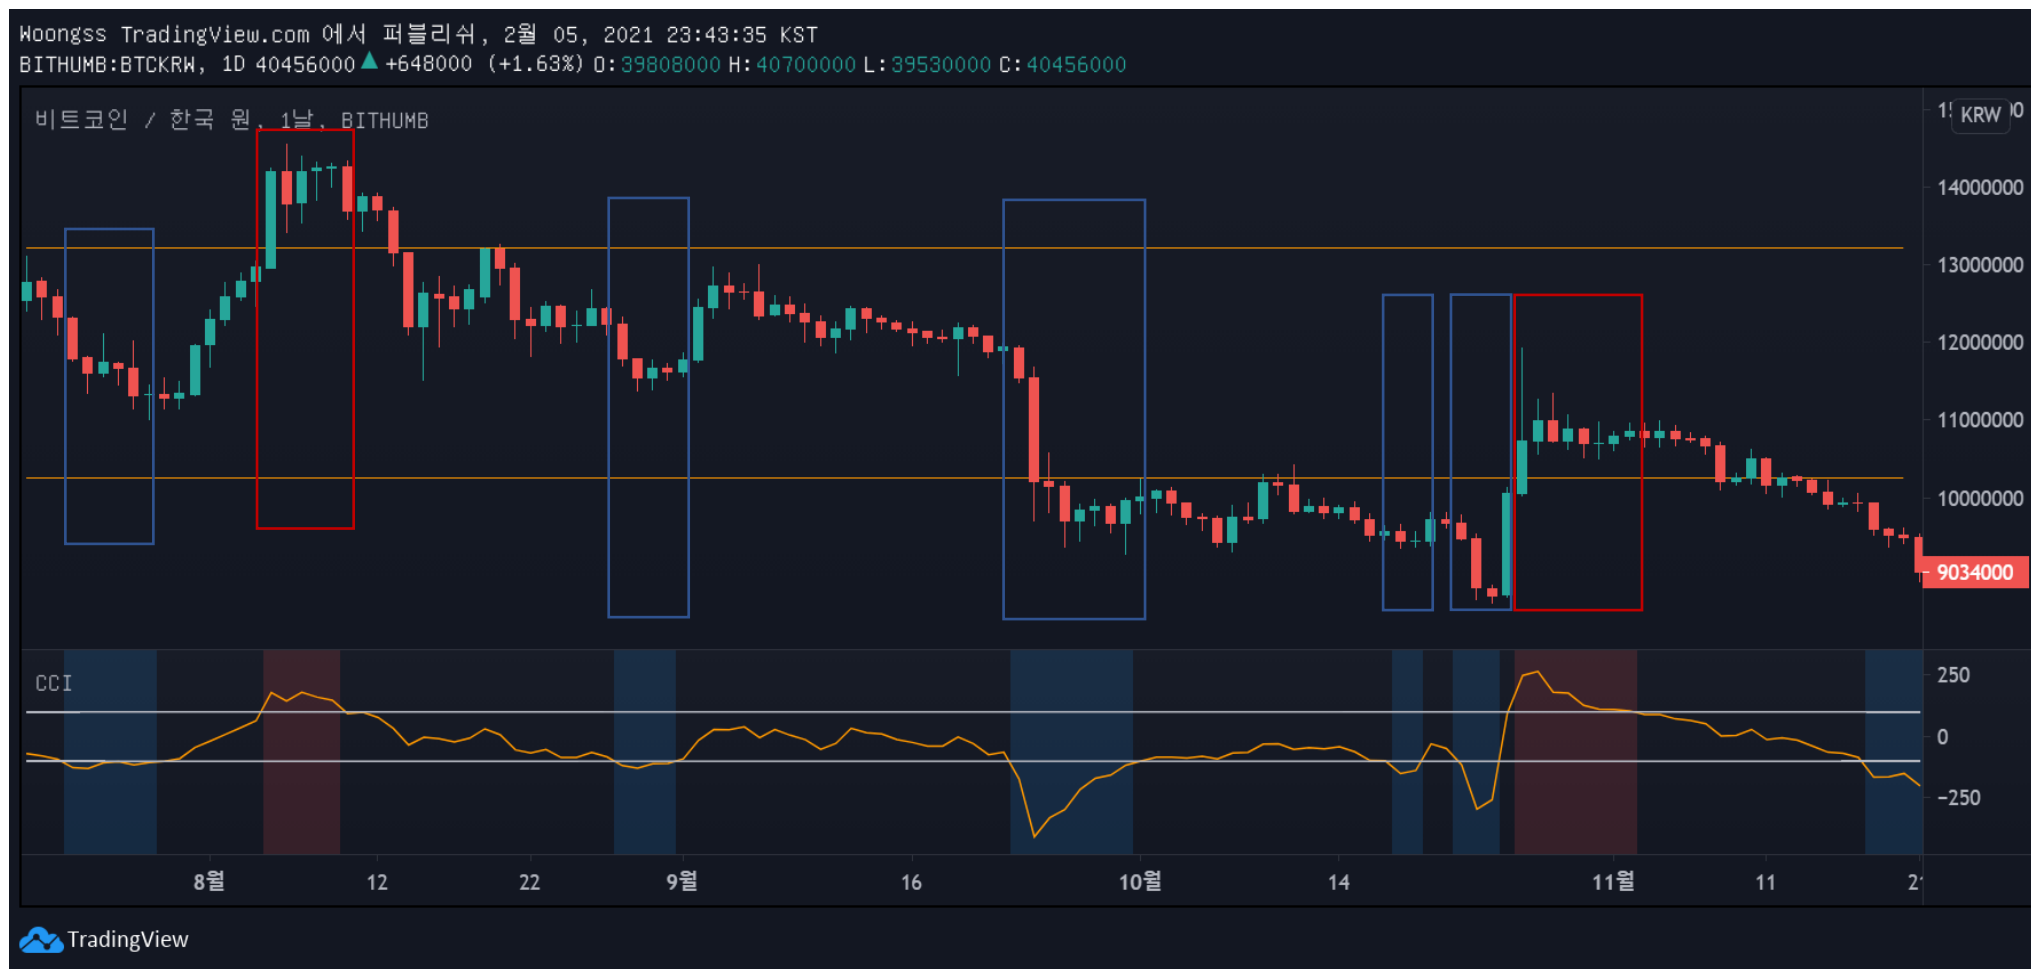 Woongss TradingView.com 에서 퍼블리쉬, 2월 05, 2021 23:43:35 KST
BITHUMB:BTCKRW, 1D 40456000 ▲ +648000 (+1.63%) O:39808000 H:40700000 L:39530000 C:40456000
비트코인 / 한국 원, 1날, BITHUMB
KRW
14000000
13000000
12000000
11000000
10000000
9034000
CCI
250
0
-250
8월 12 22 9월 16 10월 14 11월 11
TradingView